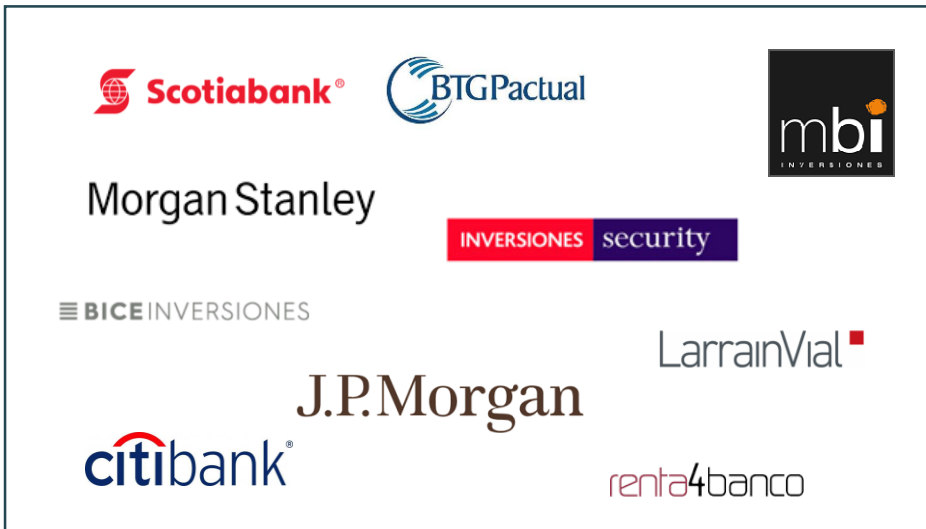 Scotiabank®
BTGPactual
mbi
INVERSIONES
Morgan Stanley
INVERSIONES security
BICEINVERSIONES
LarrainVial
J.P.Morgan
citibank®
renta4banco